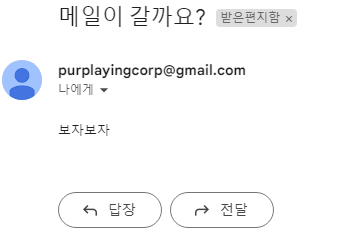 메일이 갈까요? 받은편지함 ×
purplayingcorp@gmail.com
나에게
보자보자
답장 전달